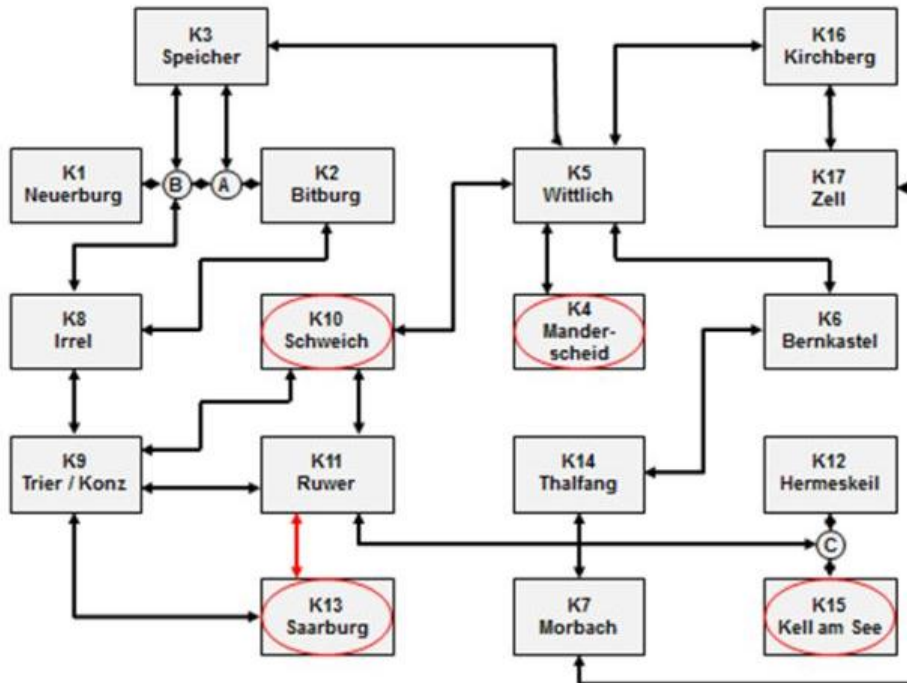 K3
Speicher
K16
Kirchberg
K1
Neuerburg
B
A
K2
Bitburg
K5
Wittlich
K17
Zell
K8
Irrel
K10
Schweich
K4
Mander-
scheid
K6
Bernkastel
K9
Trier / Konz
K11
Ruwer
K14
Thalfang
K12
Hermeskeil
C
K13
Saarburg
K7
Morbach
K15
Kell am See